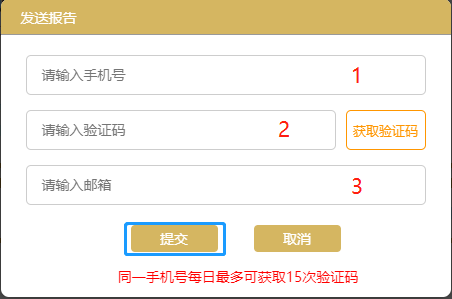 发送报告
请输入手机号 1
请输入验证码 2 获取验证码
请输入邮箱 3
提交 取消
同一手机号每日最多可获取15次验证码